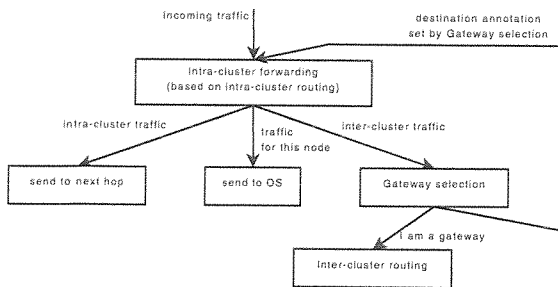 incoming traffic
destination annotation
set by Gateway selection
Intra-cluster forwarding
(based on intra-cluster routing)
intra-cluster traffic
traffic
for this node
inter-cluster traffic
send to next hop
send to OS
Gateway selection
I am a gateway
Inter-cluster routing